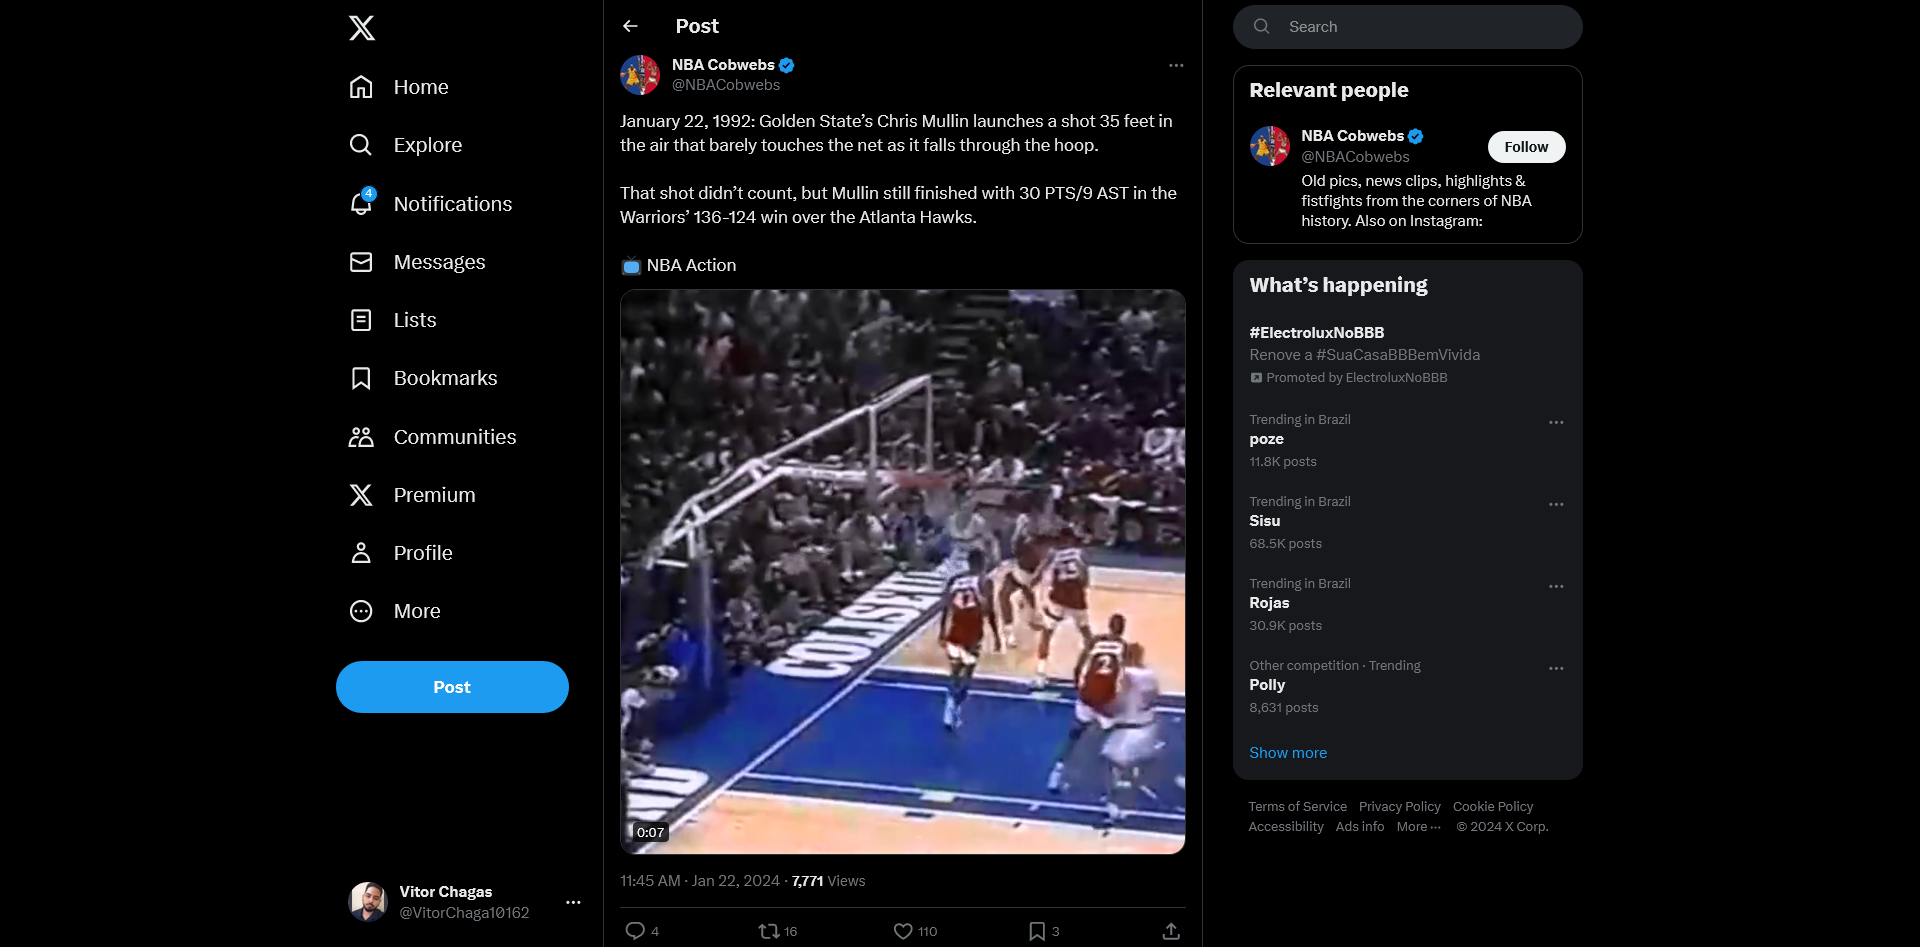 Home
Explore
4
Notifications
Messages
Lists
Bookmarks
Communities
Premium
Profile
More
Post
Vitor Chagas
@VitorChaga10162
Post
NBA Cobwebs
@NBACobwebs
January 22, 1992: Golden State’s Chris Mullin launches a shot 35 feet in
the air that barely touches the net as it falls through the hoop.
That shot didn’t count, but Mullin still finished with 30 PTS/9 AST in the
Warriors’ 136-124 win over the Atlanta Hawks.
📺 NBA Action
COLISEUM
2
0:07
11:45 AM · Jan 22, 2024 · 7,771 Views
4 16 110 3
Search
Relevant people
NBA Cobwebs
@NBACobwebs
Follow
Old pics, news clips, highlights &
fistfights from the corners of NBA
history. Also on Instagram:
What’s happening
#ElectroluxNoBBB
Renove a #SuaCasaBBBemVivida
Promoted by ElectroluxNoBBB
Trending in Brazil
poze
11.8K posts
Trending in Brazil
Sisu
68.5K posts
Trending in Brazil
Rojas
30.9K posts
Other competition · Trending
Polly
8,631 posts
Show more
Terms of Service Privacy Policy Cookie Policy
Accessibility Ads info More ··· © 2024 X Corp.